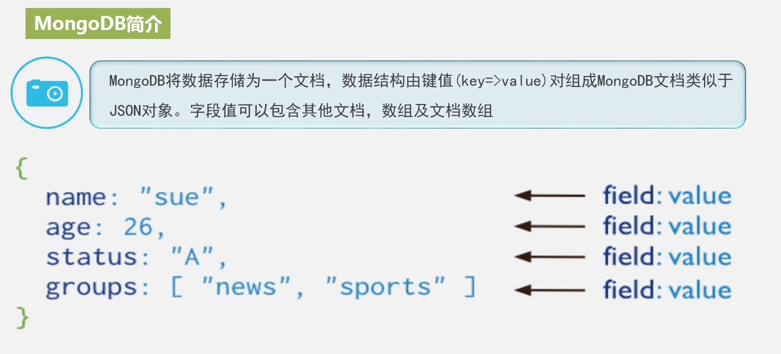 MongoDB简介
MongoDB将数据存储为一个文档，数据结构由键值(key=>value)对组成MongoDB文档类似于
JSON对象。字段值可以包含其他文档，数组及文档数组
{
name: "sue", field: value
age: 26, field: value
status: "A", field: value
groups: [ "news", "sports" ] field: value
}